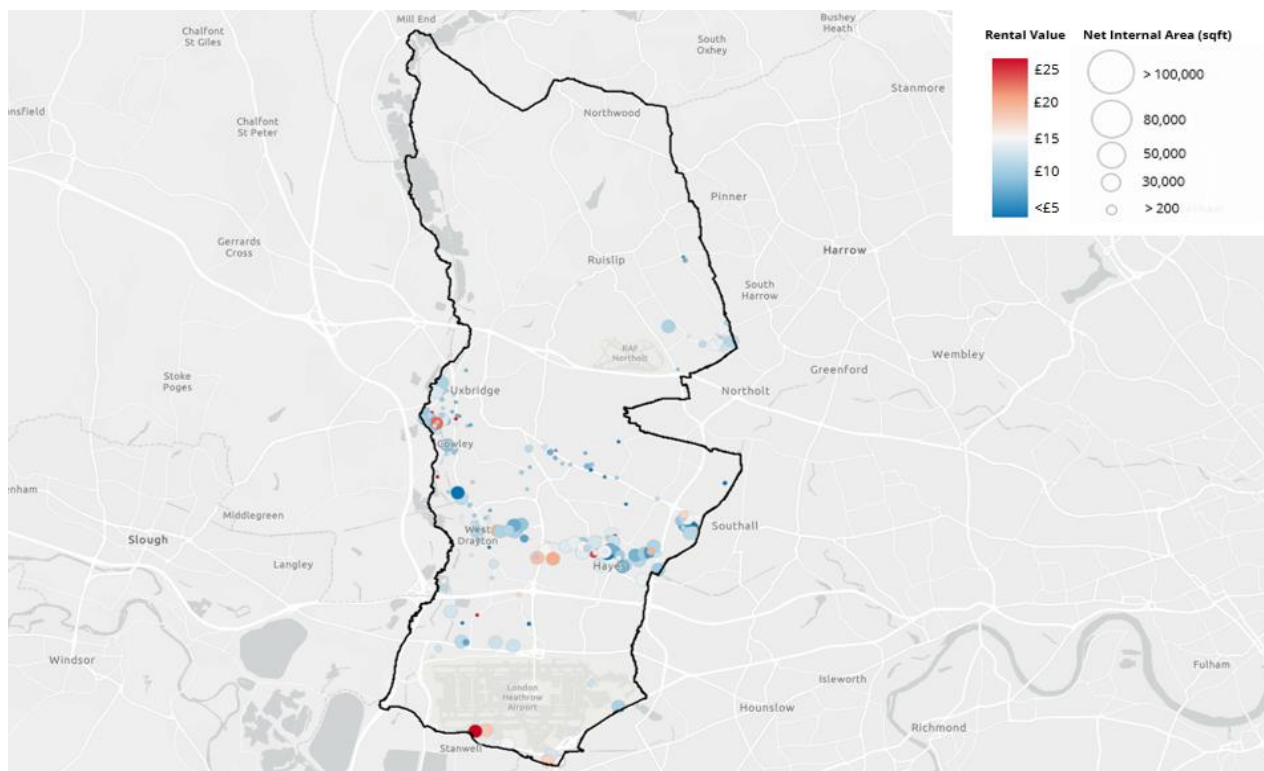 Mill End
Bushey
Heath
Chalfont
St Giles
South
Oxhey
Rental Value
Net Internal Area (sqft)
£25
£20
£15
£10
<£5
> 100,000
80,000
50,000
30,000
> 200
Stanmore
nsfield
Chalfont
St Peter
Northwood
Pinner
Gerrards
Cross
Ruislip
Harrow
South
Harrow
RAF
Northolt
Wembley
Greenford
Stoke
Poges
Uxbridge
Northolt
Cowley
enham
Middlegreen
Slough
West
Drayton
Southall
Langley
Hayes
Windsor
Fulham
Isleworth
London
Heathrow
Airport
Hounslow
Richmond
Stanwell